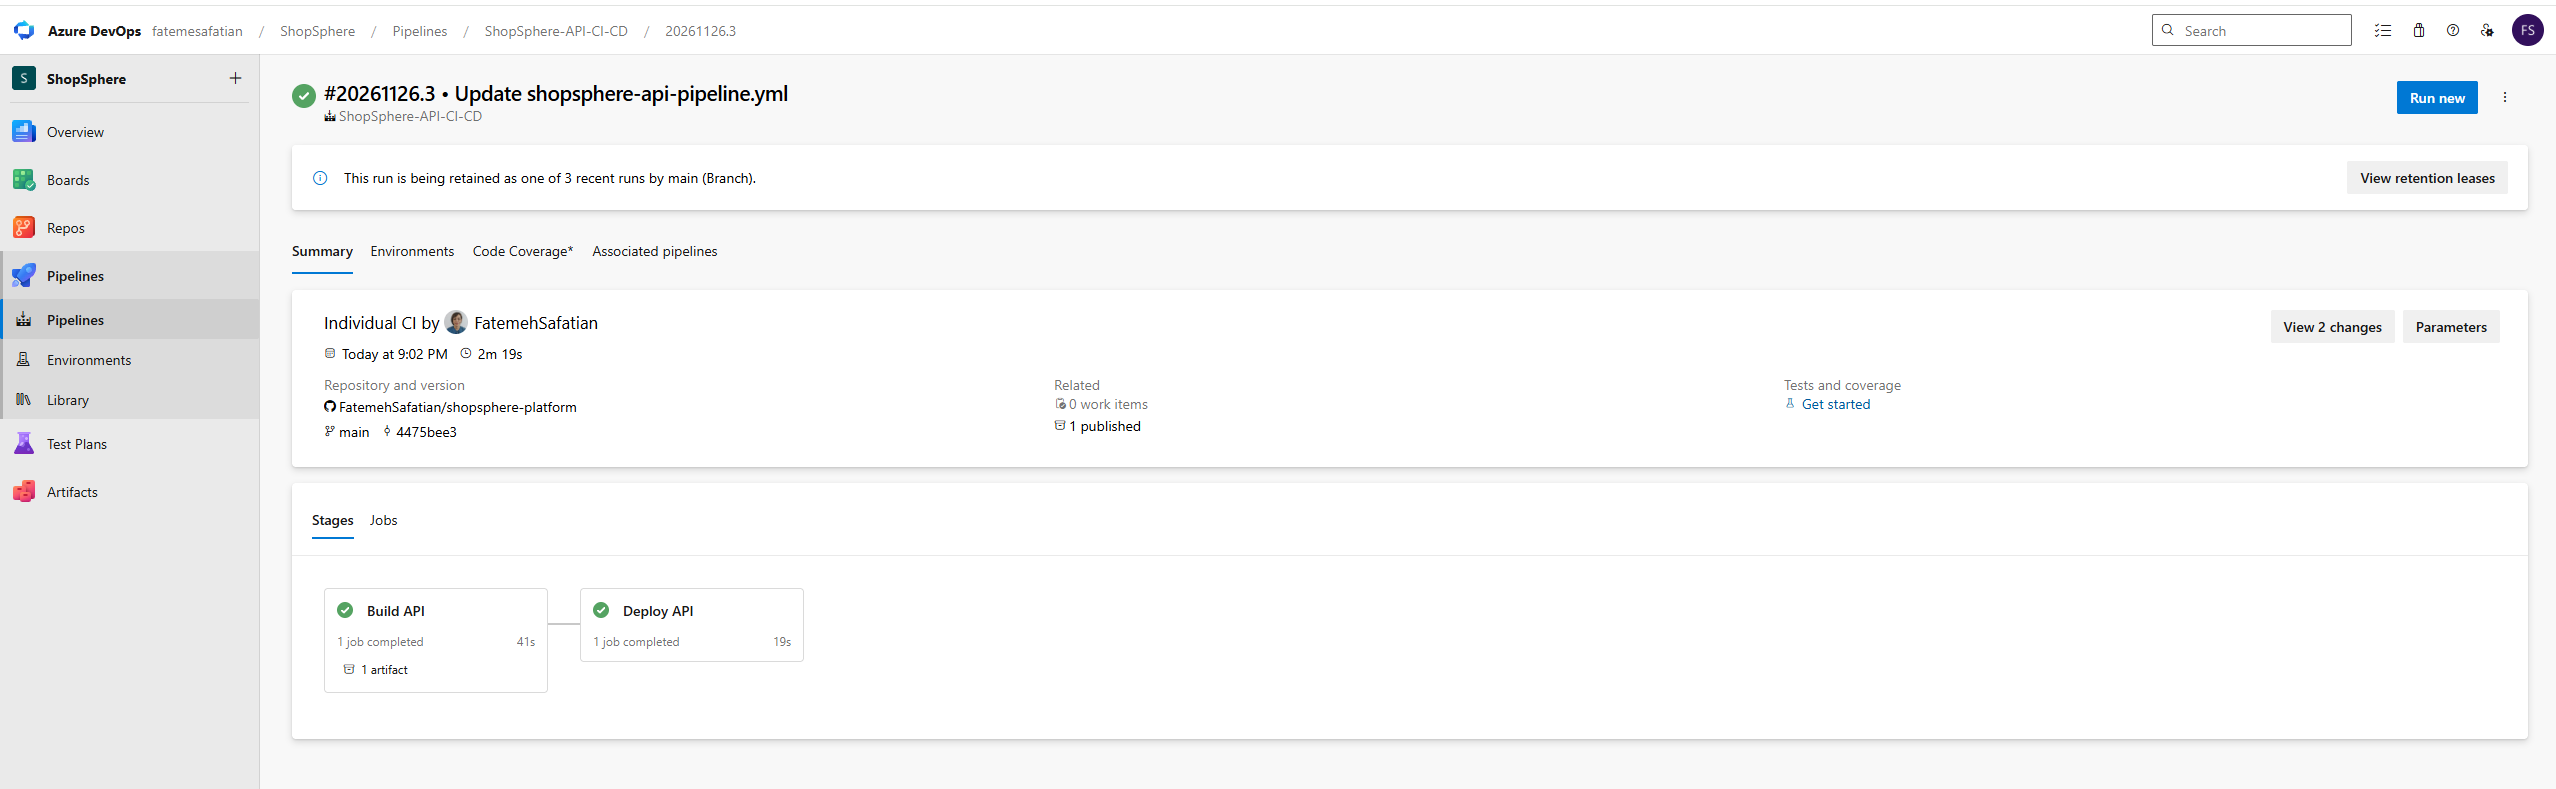 Azure DevOps fatemesafatian / ShopSphere / Pipelines / ShopSphere-API-CI-CD / 20261126.3
Search
FS
S ShopSphere
Overview
Boards
Repos
Pipelines
Pipelines
Environments
Library
Test Plans
Artifacts
#20261126.3 • Update shopsphere-api-pipeline.yml
ShopSphere-API-CI-CD
Run new
This run is being retained as one of 3 recent runs by main (Branch).
View retention leases
Summary Environments Code Coverage* Associated pipelines
Individual CI by FatemehSafatian
View 2 changes Parameters
Today at 9:02 PM 2m 19s
Repository and version
FatemehSafatian/shopsphere-platform
main 4475bee3
Related
0 work items
1 published
Tests and coverage
Get started
Stages Jobs
Build API
1 job completed 41s
1 artifact
Deploy API
1 job completed 19s